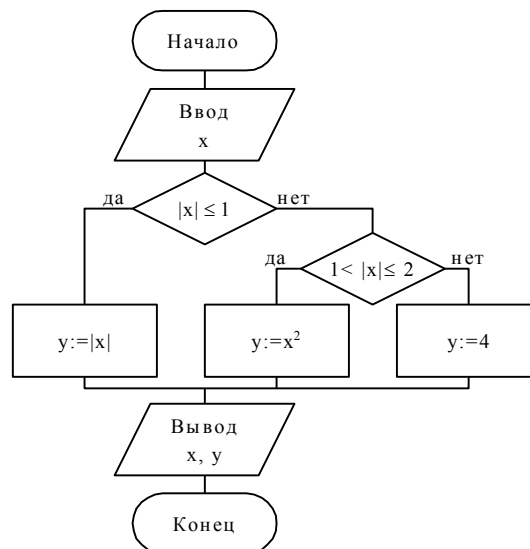 Начало
Ввод
x
да
|x| ≤ 1
нет
да
1< |x|≤ 2
нет
y:=|x|
y:=x²
y:=4
Вывод
x, y
Конец